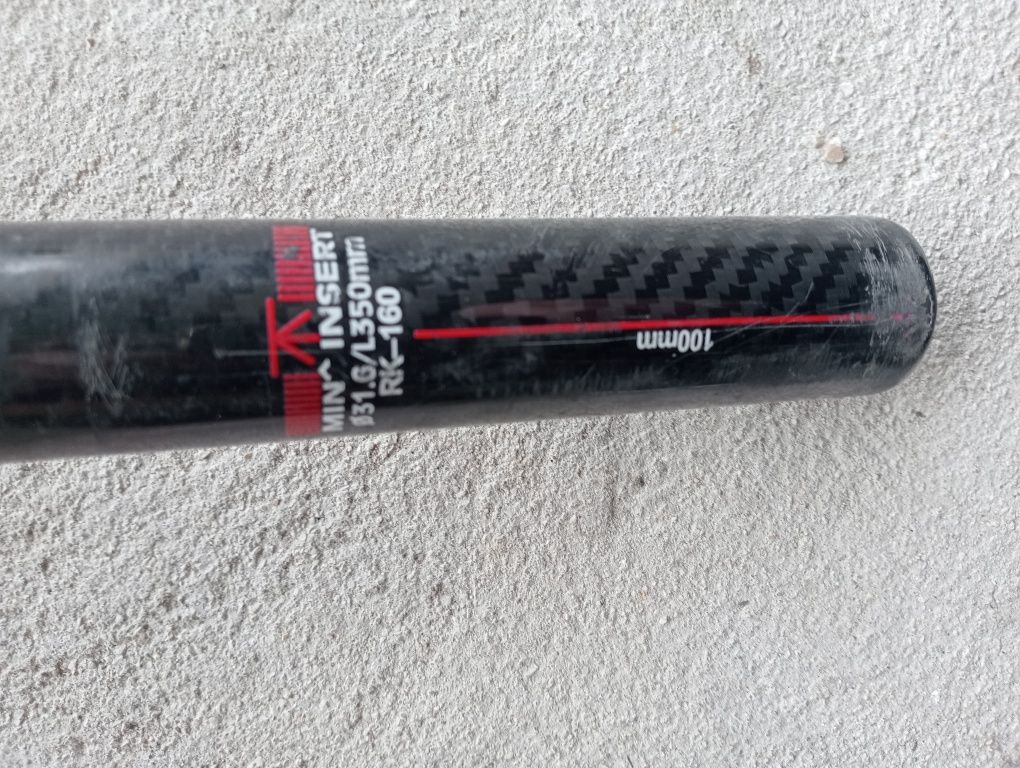 MIN^ INSERT
Ø31.6/L350mm
RK-160
100mm